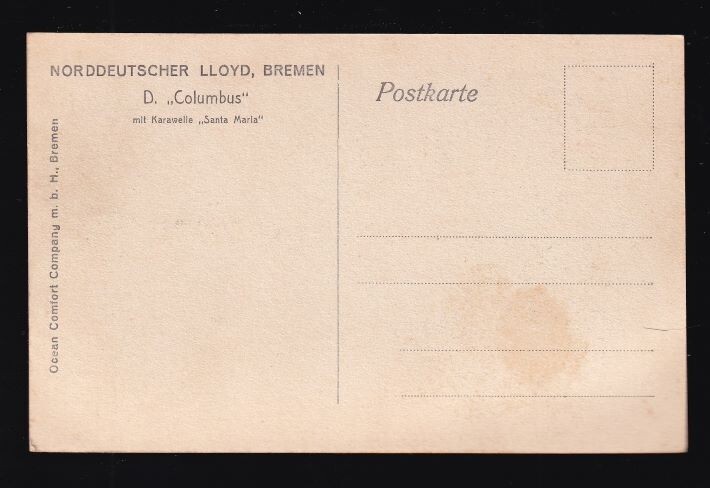 NORDDEUTSCHER LLOYD, BREMEN
D. „Columbus“
mit Karawelle „Santa Maria“
Ocean Comfort Company m. b. H., Bremen
Postkarte